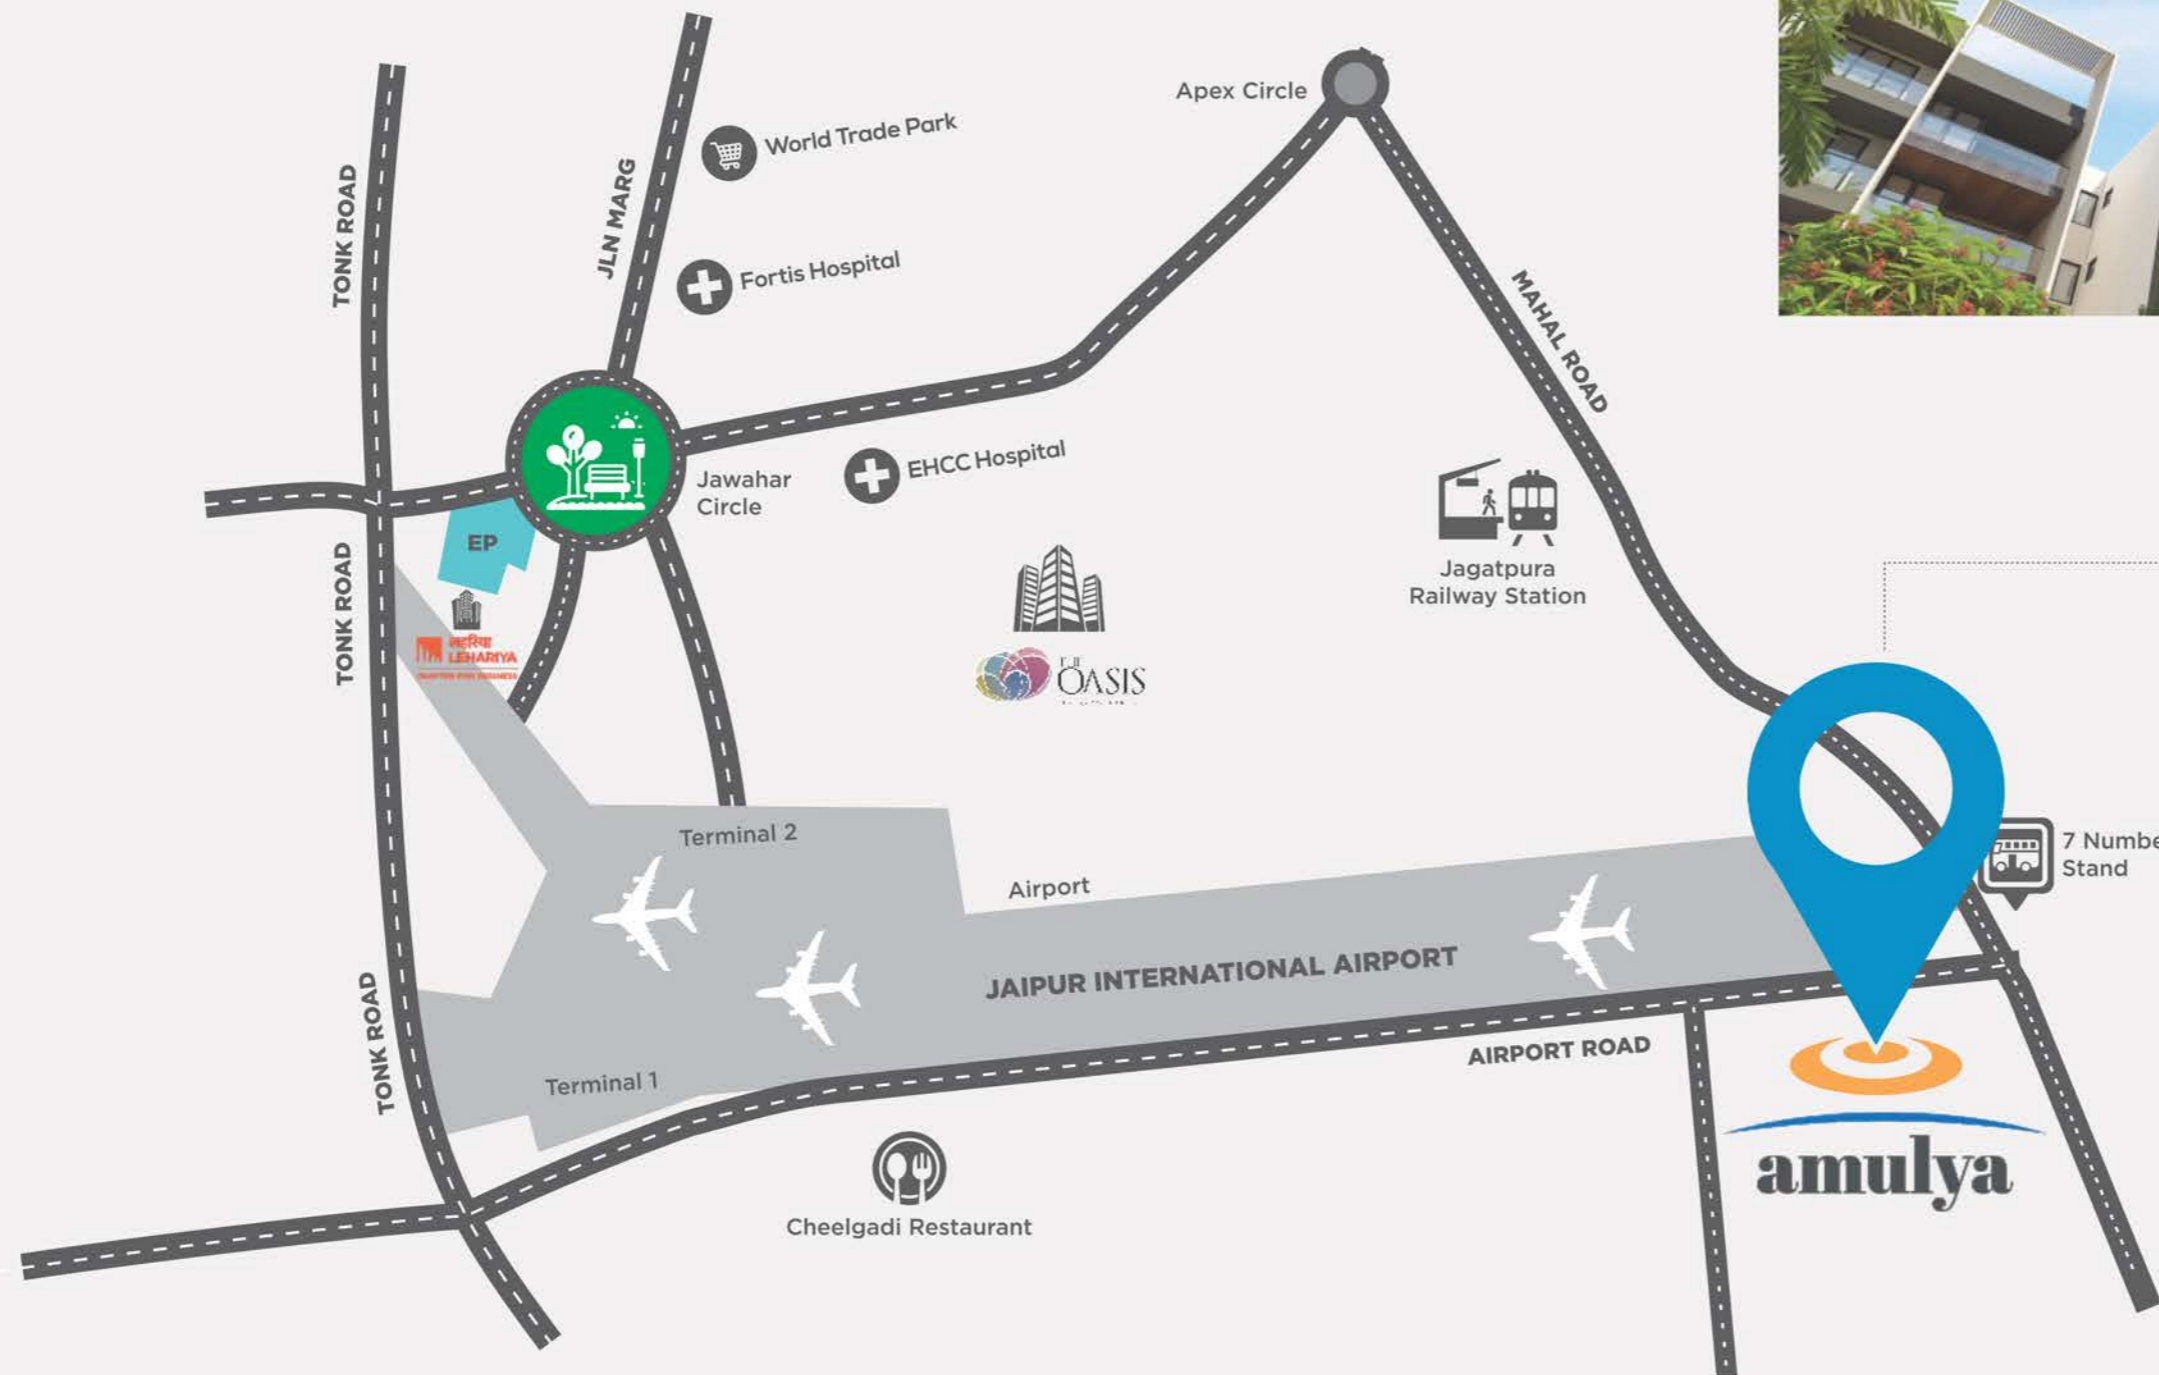 Apex Circle
World Trade Park
TONK ROAD
JLN MARG
Fortis Hospital
MAHAL ROAD
EHCC Hospital
Jawahar
Circle
EP
TONK ROAD
Jagatpura
Railway Station
लहरिया
LEHARIYA
OASIS
Terminal 2
7 Numbe
Stand
Airport
JAIPUR INTERNATIONAL AIRPORT
TONK ROAD
AIRPORT ROAD
Terminal 1
amulya
Cheelgadi Restaurant